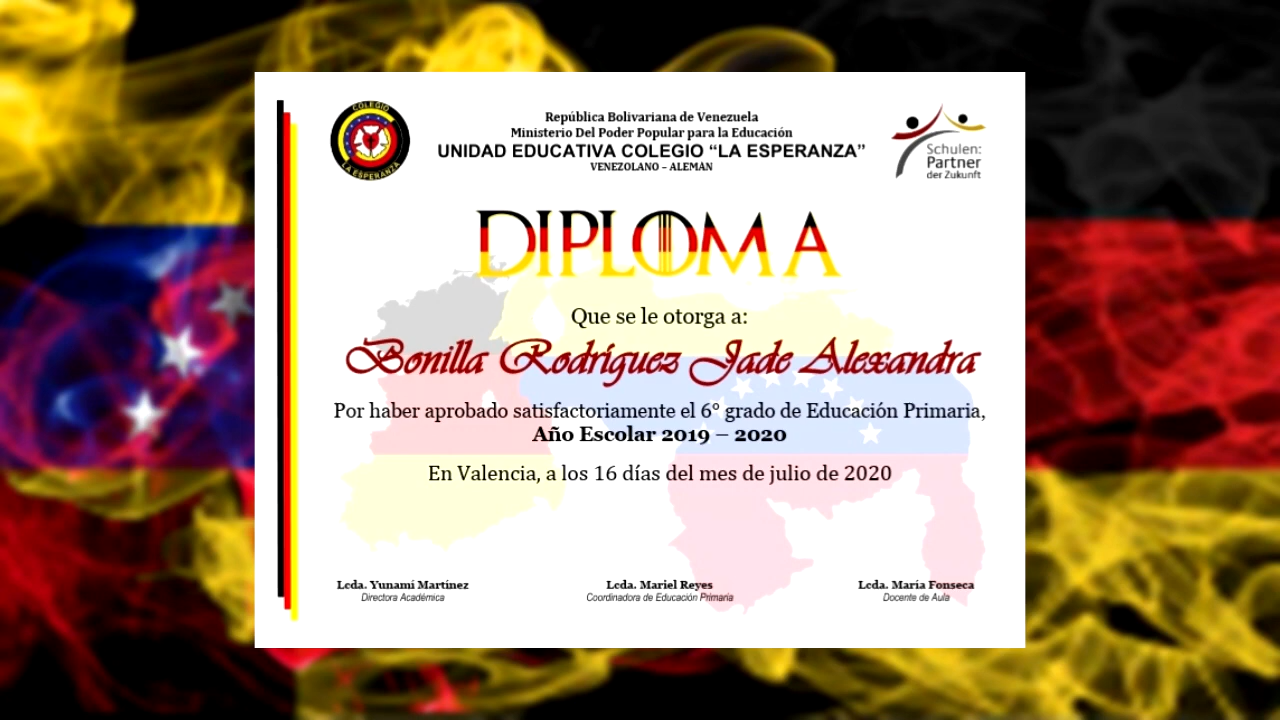 COLEGIO
LA ESPERANZA
República Bolivariana de Venezuela
Ministerio Del Poder Popular para la Educación
UNIDAD EDUCATIVA COLEGIO “LA ESPERANZA”
VENEZOLANO – ALEMÁN
Schulen:
Partner
der Zukunft
DIPLOMA
Que se le otorga a:
Bonilla Rodríguez Jade Alexandra
Por haber aprobado satisfactoriamente el 6° grado de Educación Primaria,
Año Escolar 2019 – 2020
En Valencia, a los 16 días del mes de julio de 2020
Lcda. Yunami Martínez
Directora Académica
Lcda. Mariel Reyes
Coordinadora de Educación Primaria
Lcda. María Fonseca
Docente de Aula